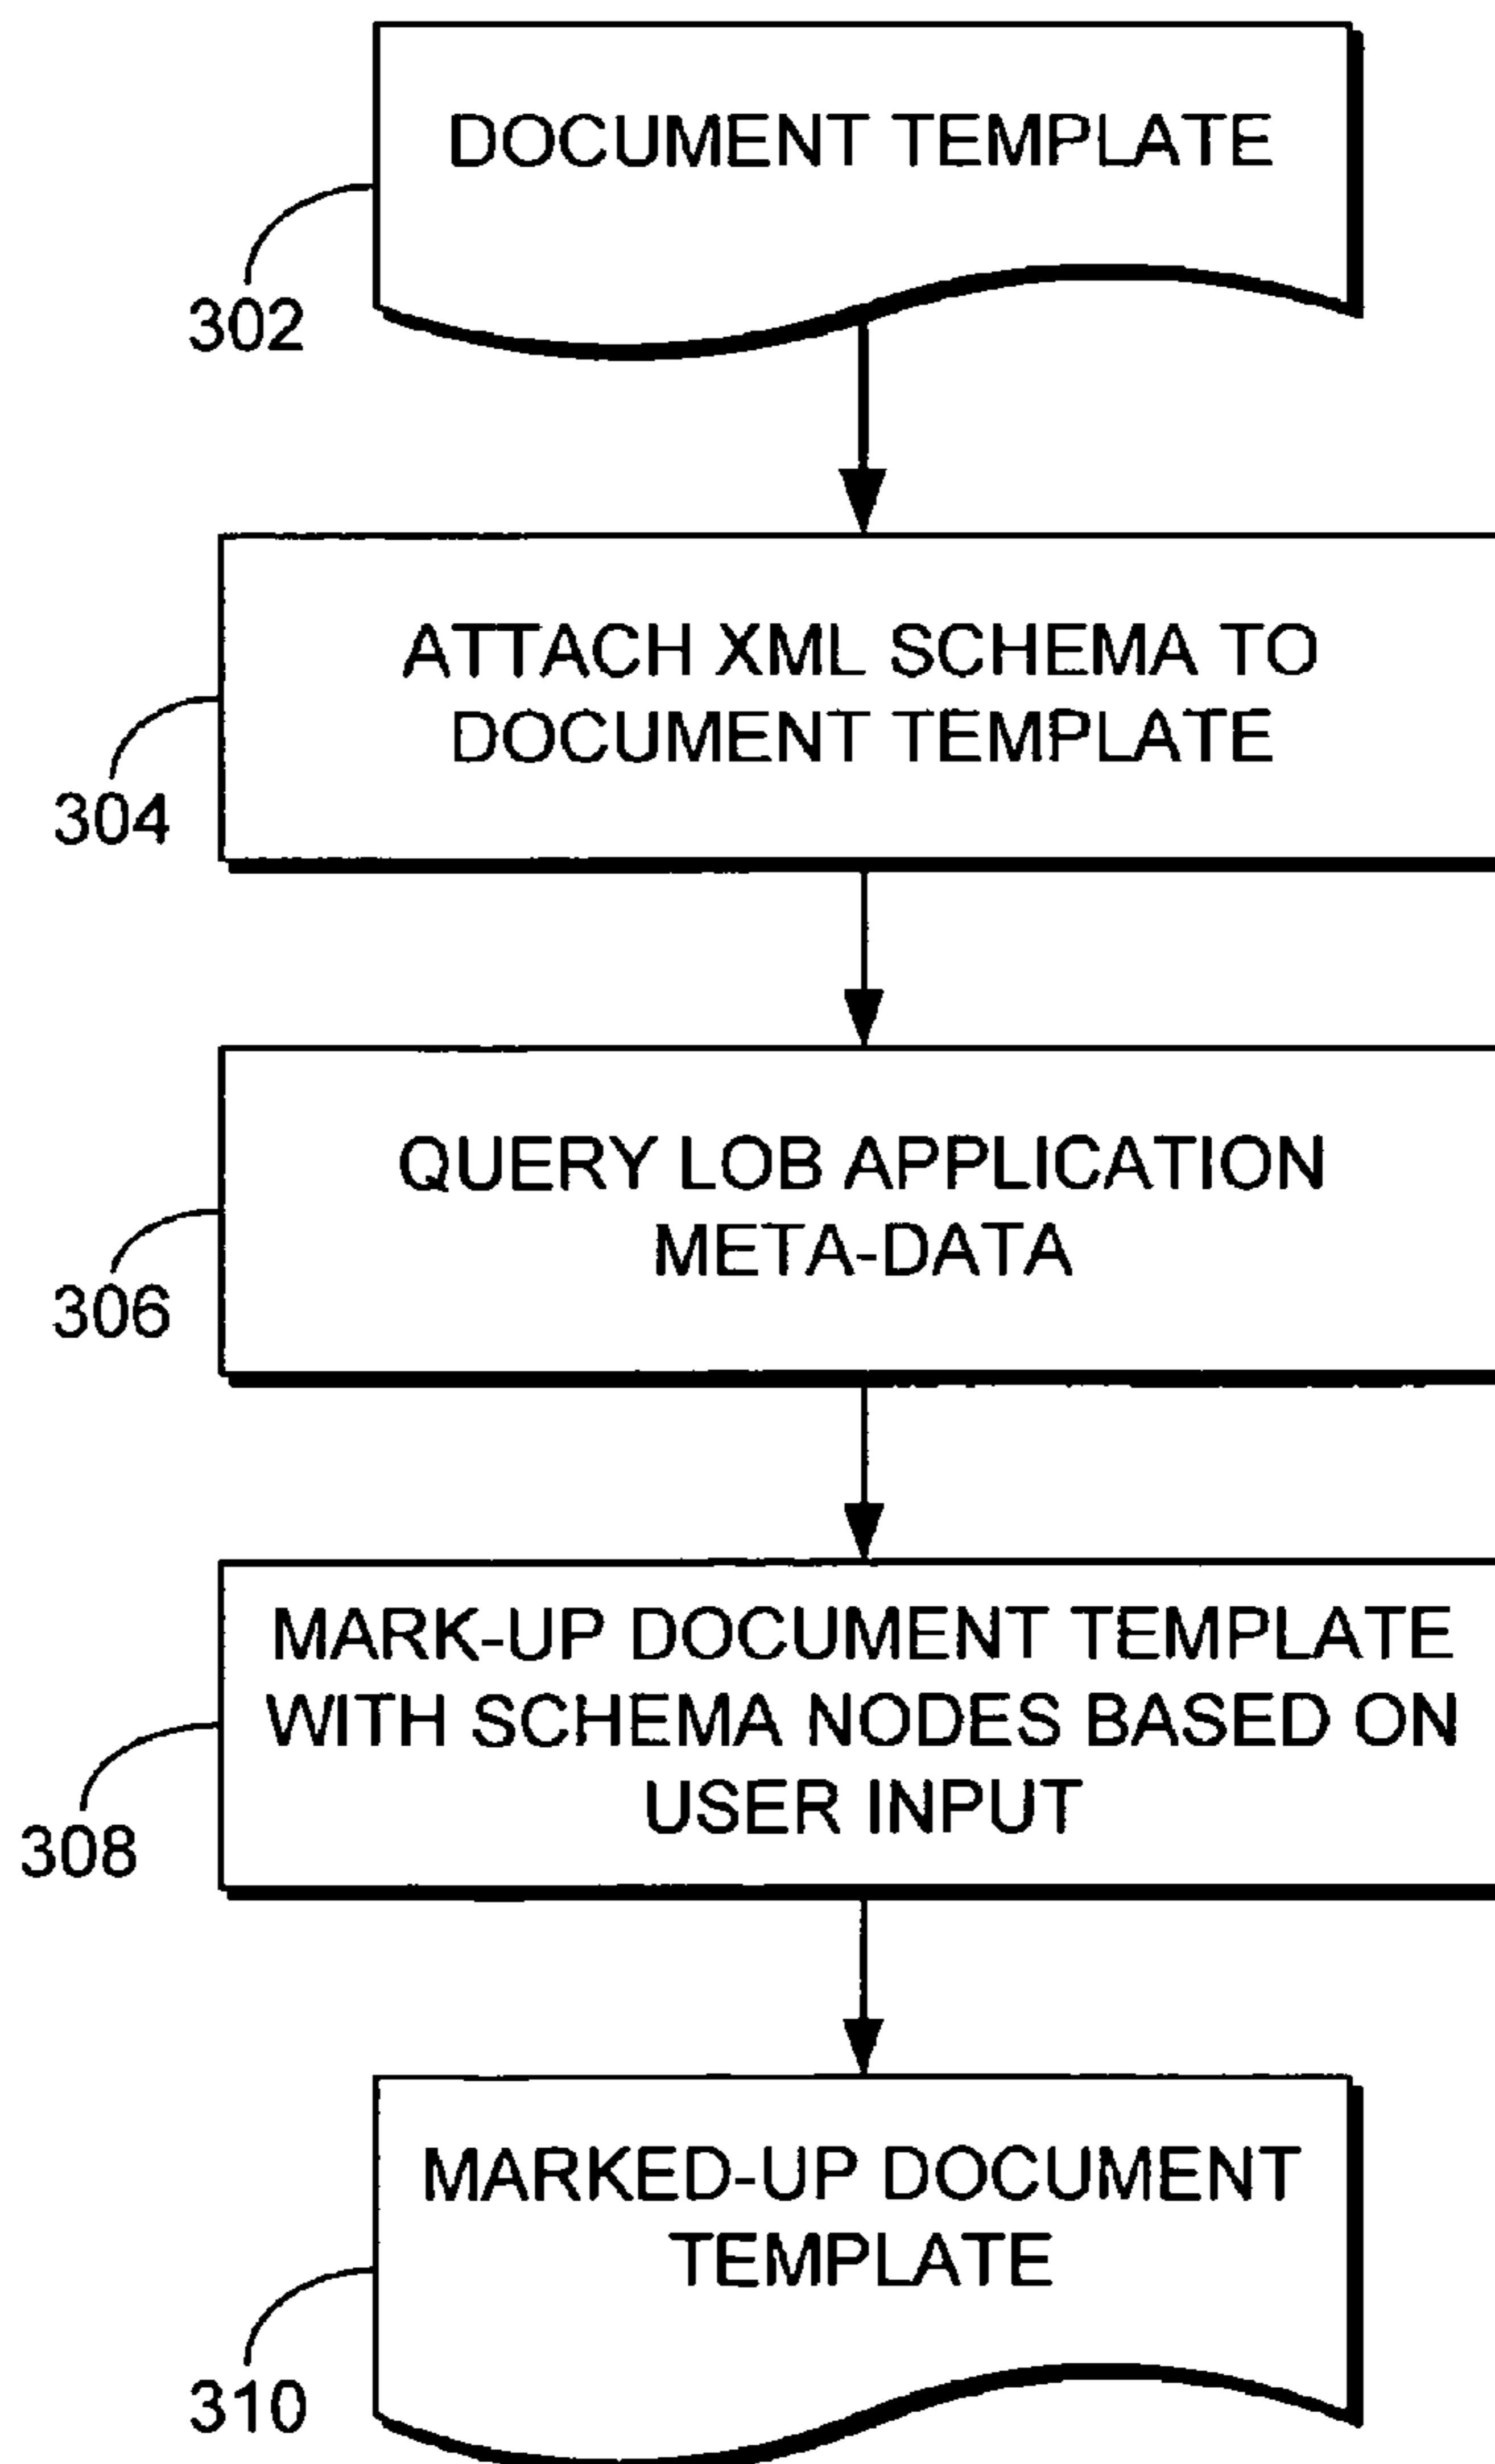 DOCUMENT TEMPLATE
302
ATTACH XML SCHEMA TO
DOCUMENT TEMPLATE
304
QUERY LOB APPLICATION
META-DATA
306
MARK-UP DOCUMENT TEMPLATE
WITH SCHEMA NODES BASED ON
USER INPUT
308
MARKED-UP DOCUMENT
TEMPLATE
310